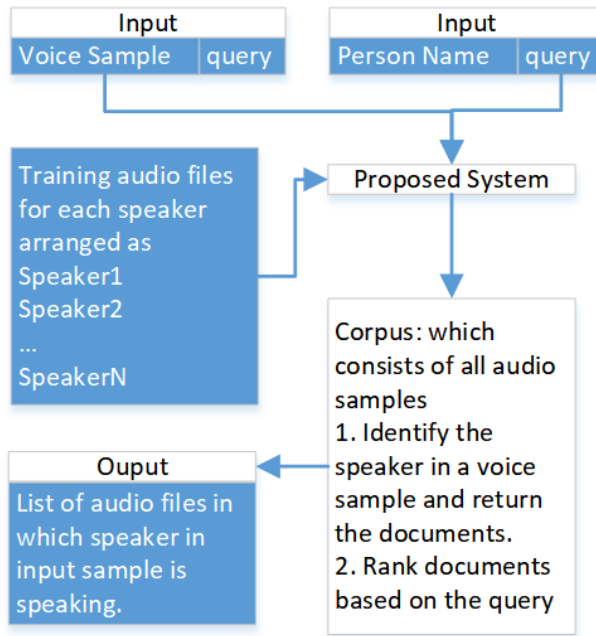 Input
Voice Sample query
Input
Person Name query
Training audio files
for each speaker
arranged as
Speaker1
Speaker2
...
SpeakerN
Proposed System
Corpus: which
consists of all audio
samples
1. Identify the
speaker in a voice
sample and return
the documents.
2. Rank documents
based on the query
Ouput
List of audio files in
which speaker in
input sample is
speaking.